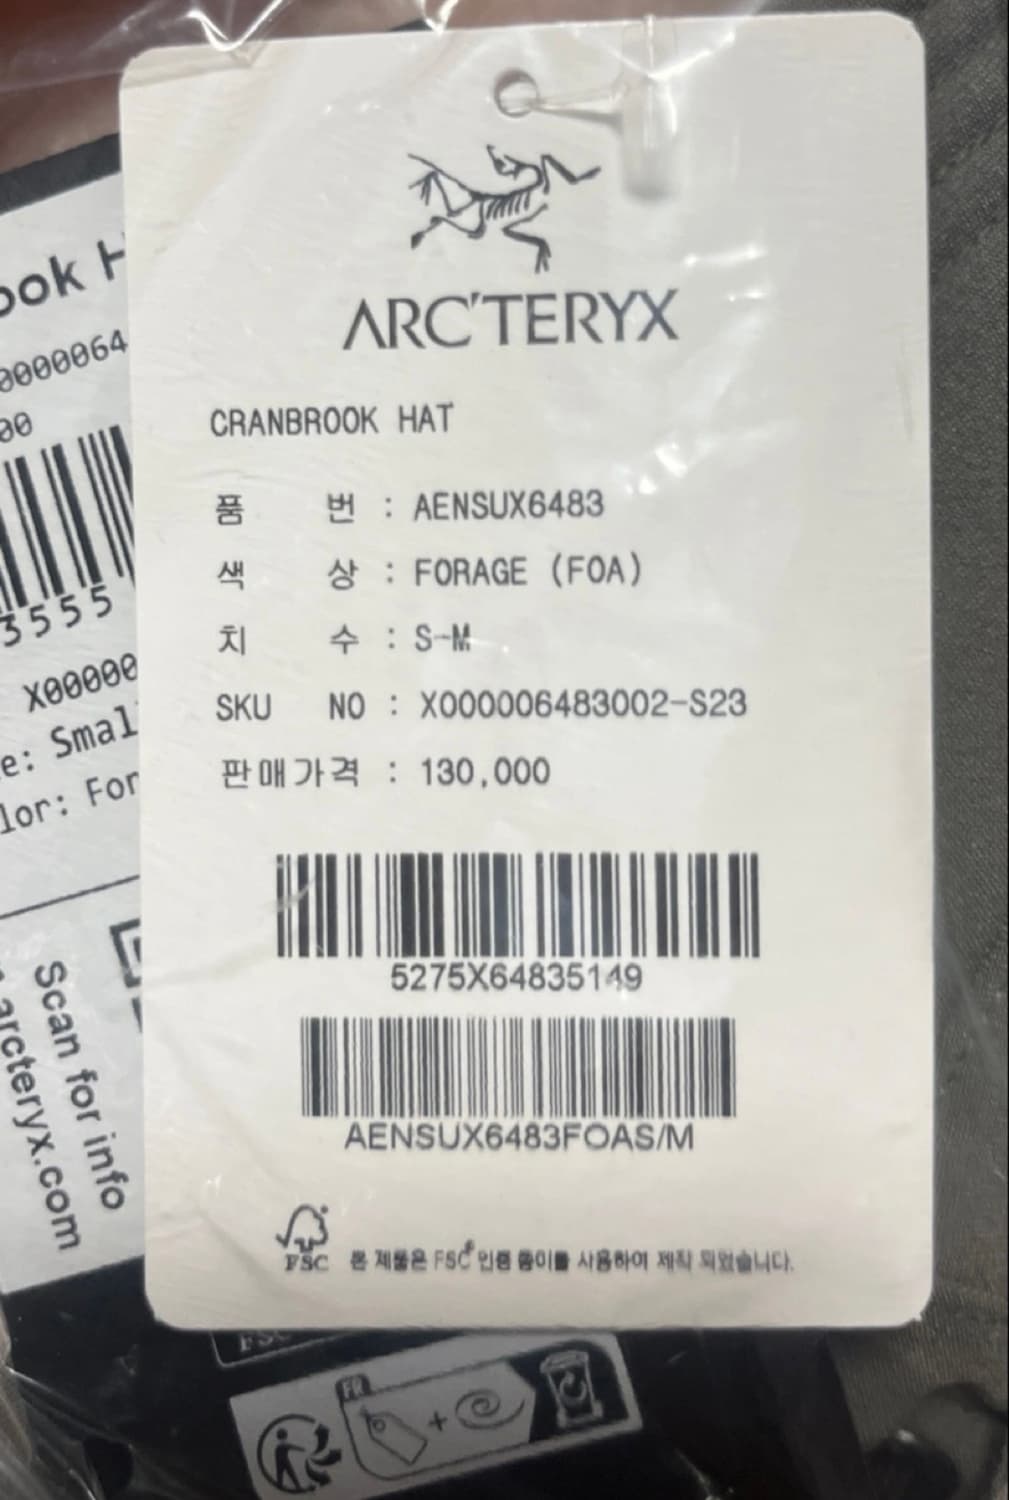 ARC'TERYX
CRANBROOK HAT
품 번 : AENSUX6483
색 상 : FORAGE (FOA)
치 수 : S-M
SKU NO : X000006483002-S23
판매가격 : 130,000
5275X64835149
AENSUX6483FOAS/M
FSC 본 제품은 FSC® 인증 종이를 사용하여 제작 되었습니다.
ook H
0000064
00
3555
X00000
e: Smal
lor: For
Scan for info
arcteryx.com
FSC
FR
+